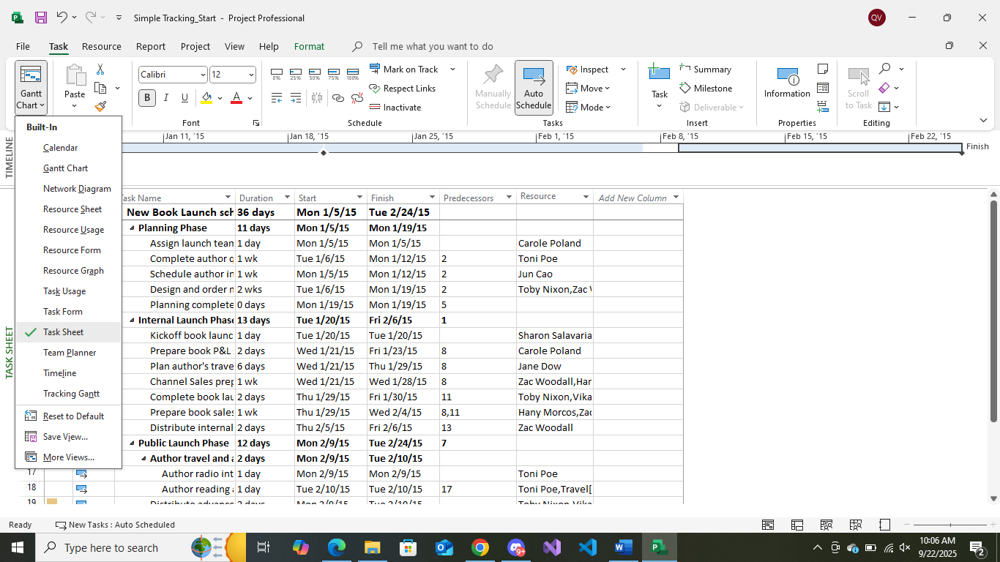 Simple Tracking_Start - Project Professional
QV
File Task Resource Report Project View Help Format Tell me what you want to do
Gantt Chart
Paste
Calibri 12
B I U A
Font
0% 25% 50% 75% 100%
Mark on Track
Respect Links
Inactivate
Schedule
Manually Schedule
Auto Schedule
Inspect
Move
Mode
Tasks
Task
Summary
Milestone
Deliverable
Insert
Information
Properties
Scroll to Task
Editing
Built-In
Calendar
Gantt Chart
Network Diagram
Resource Sheet
Resource Usage
Resource Form
Resource Graph
Task Usage
Task Form
Task Sheet
Team Planner
Timeline
Tracking Gantt
Reset to Default
Save View...
More Views...
TIMELINE
Jan 11, '15 Jan 18, '15 Jan 25, '15 Feb 1, '15 Feb 8, '15 Feb 15, '15 Feb 22, '15
Finish
TASK SHEET
Task Name Duration Start Finish Predecessors Resource Add New Column
New Book Launch sch 36 days Mon 1/5/15 Tue 2/24/15
Planning Phase 11 days Mon 1/5/15 Mon 1/19/15
Assign launch team 1 day Mon 1/5/15 Mon 1/5/15 Carole Poland
Complete author q 1 wk Tue 1/6/15 Mon 1/12/15 2 Toni Poe
Schedule author in 1 wk Mon 1/5/15 Mon 1/12/15 2 Jun Cao
Design and order m 2 wks Tue 1/6/15 Mon 1/19/15 2 Toby Nixon,Zac
Planning complete 0 days Mon 1/19/15 Mon 1/19/15 5
Internal Launch Phase 13 days Tue 1/20/15 Fri 2/6/15 1
Kickoff book launc 1 day Tue 1/20/15 Tue 1/20/15 Sharon Salavaria
Prepare book P&L 2 days Wed 1/21/15 Fri 1/23/15 8 Carole Poland
Plan author's trave 6 days Wed 1/21/15 Thu 1/29/15 8 Jane Dow
Channel Sales prep 1 wk Wed 1/21/15 Wed 1/28/15 8 Zac Woodall,Har
Complete book lau 2 days Thu 1/29/15 Fri 1/30/15 11 Toby Nixon,Vika
Prepare book sales 1 wk Thu 1/29/15 Wed 2/4/15 8,11 Hany Morcos,Zac
Distribute internal 2 days Thu 2/5/15 Fri 2/6/15 13 Zac Woodall
Public Launch Phase 12 days Mon 2/9/15 Tue 2/24/15 7
Author travel and a 2 days Mon 2/9/15 Tue 2/10/15
17 Author radio int 1 day Mon 2/9/15 Mon 2/9/15 Toni Poe
18 Author reading a 1 day Tue 2/10/15 Tue 2/10/15 17 Toni Poe,Travel[
19 Distribute advance 2 days Mon 2/9/15 Tue 2/10/15 Toby Nixon,Vika
Ready New Tasks : Auto Scheduled
Type here to search
9+
10:06 AM
9/22/2025
2